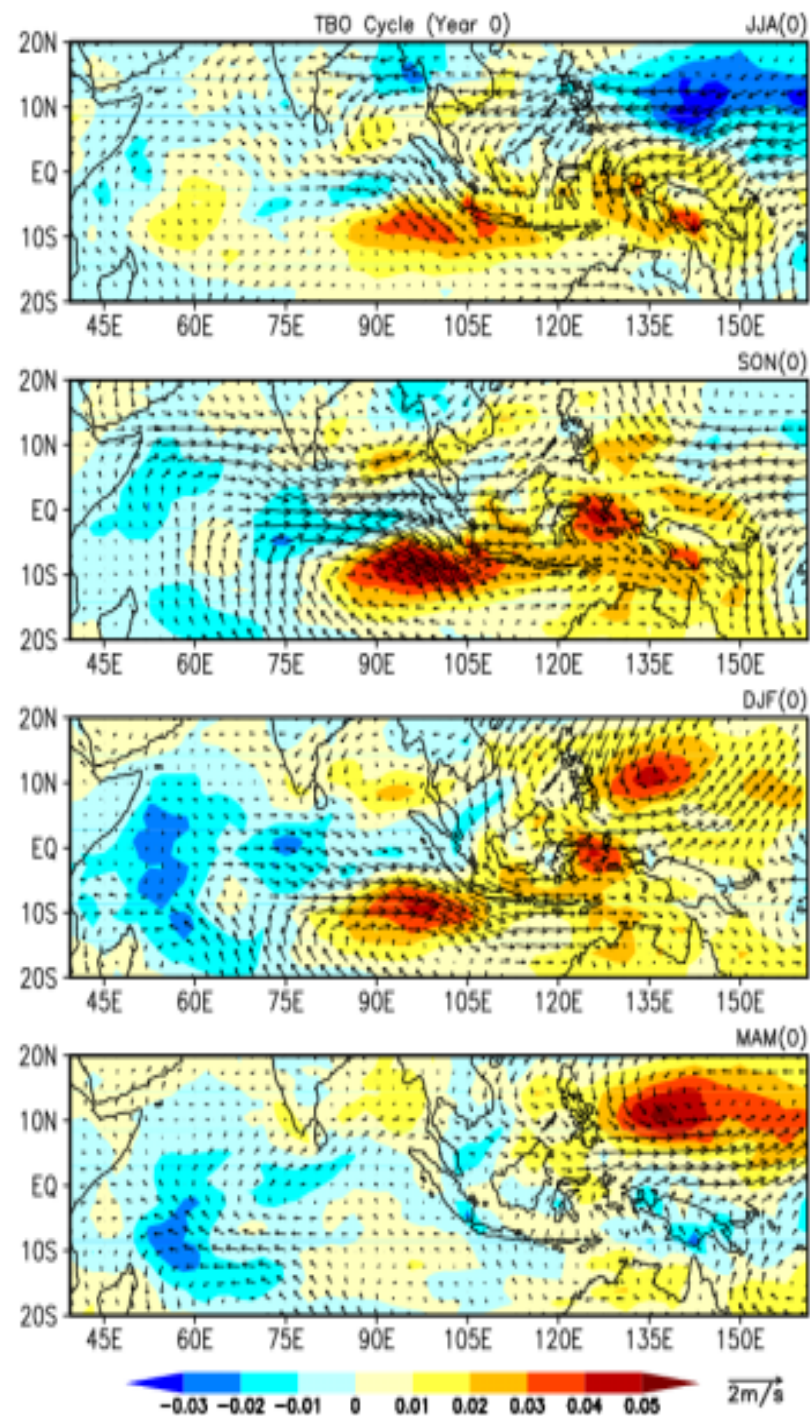 TBO Cycle (Year 0) JJA(0)
20N
10N
EQ
10S
20S
45E 60E 75E 90E 105E 120E 135E 150E
SON(0)
20N
10N
EQ
10S
20S
45E 60E 75E 90E 105E 120E 135E 150E
DJF(0)
20N
10N
EQ
10S
20S
45E 60E 75E 90E 105E 120E 135E 150E
MAM(0)
20N
10N
EQ
10S
20S
45E 60E 75E 90E 105E 120E 135E 150E
-0.03 -0.02 -0.01 0 0.01 0.02 0.03 0.04 0.05 2m/s